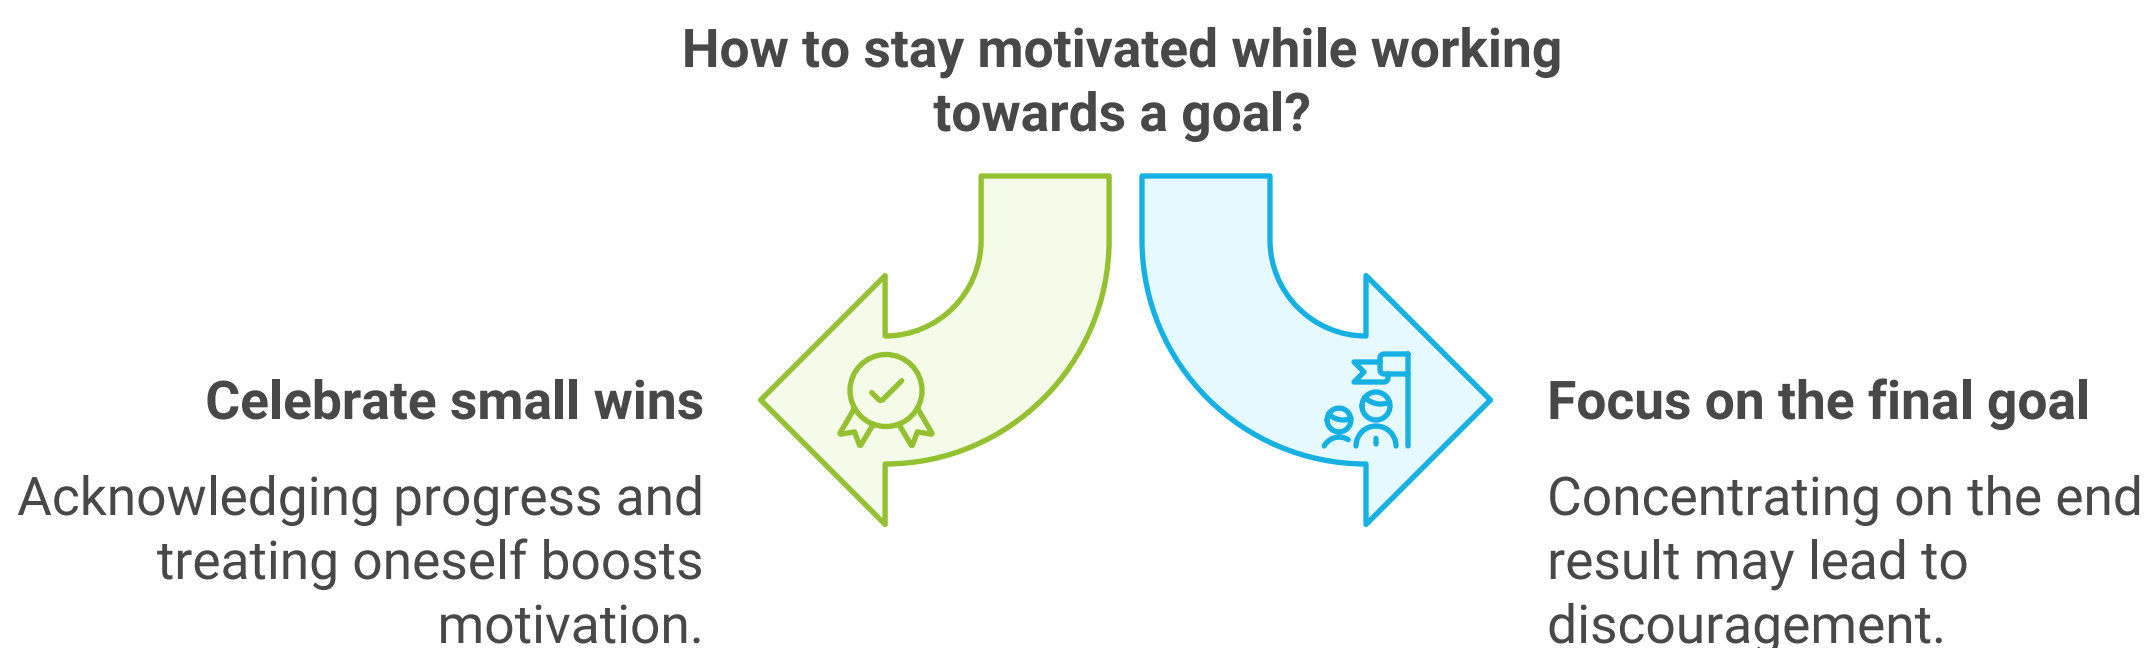 How to stay motivated while working
towards a goal?
Celebrate small wins
Acknowledging progress and
treating oneself boosts
motivation.
Focus on the final goal
Concentrating on the end
result may lead to
discouragement.